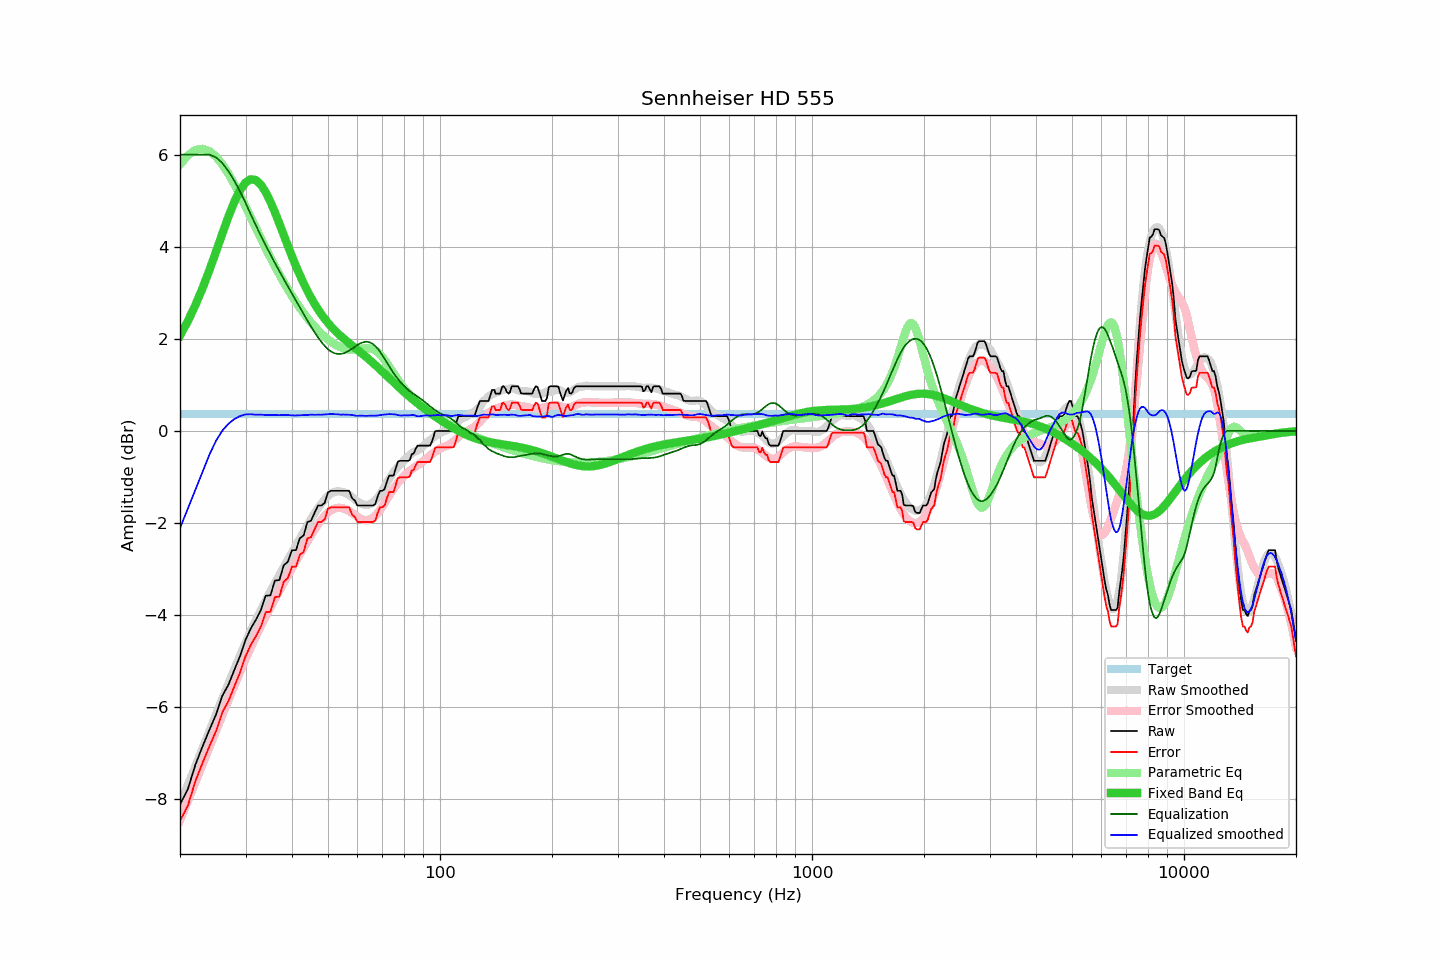 Sennheiser HD 555
Amplitude (dBr)
6
4
2
0
−2
−4
−6
−8
100
1000
10000
Frequency (Hz)
Target
Raw Smoothed
Error Smoothed
Raw
Error
Parametric Eq
Fixed Band Eq
Equalization
Equalized smoothed